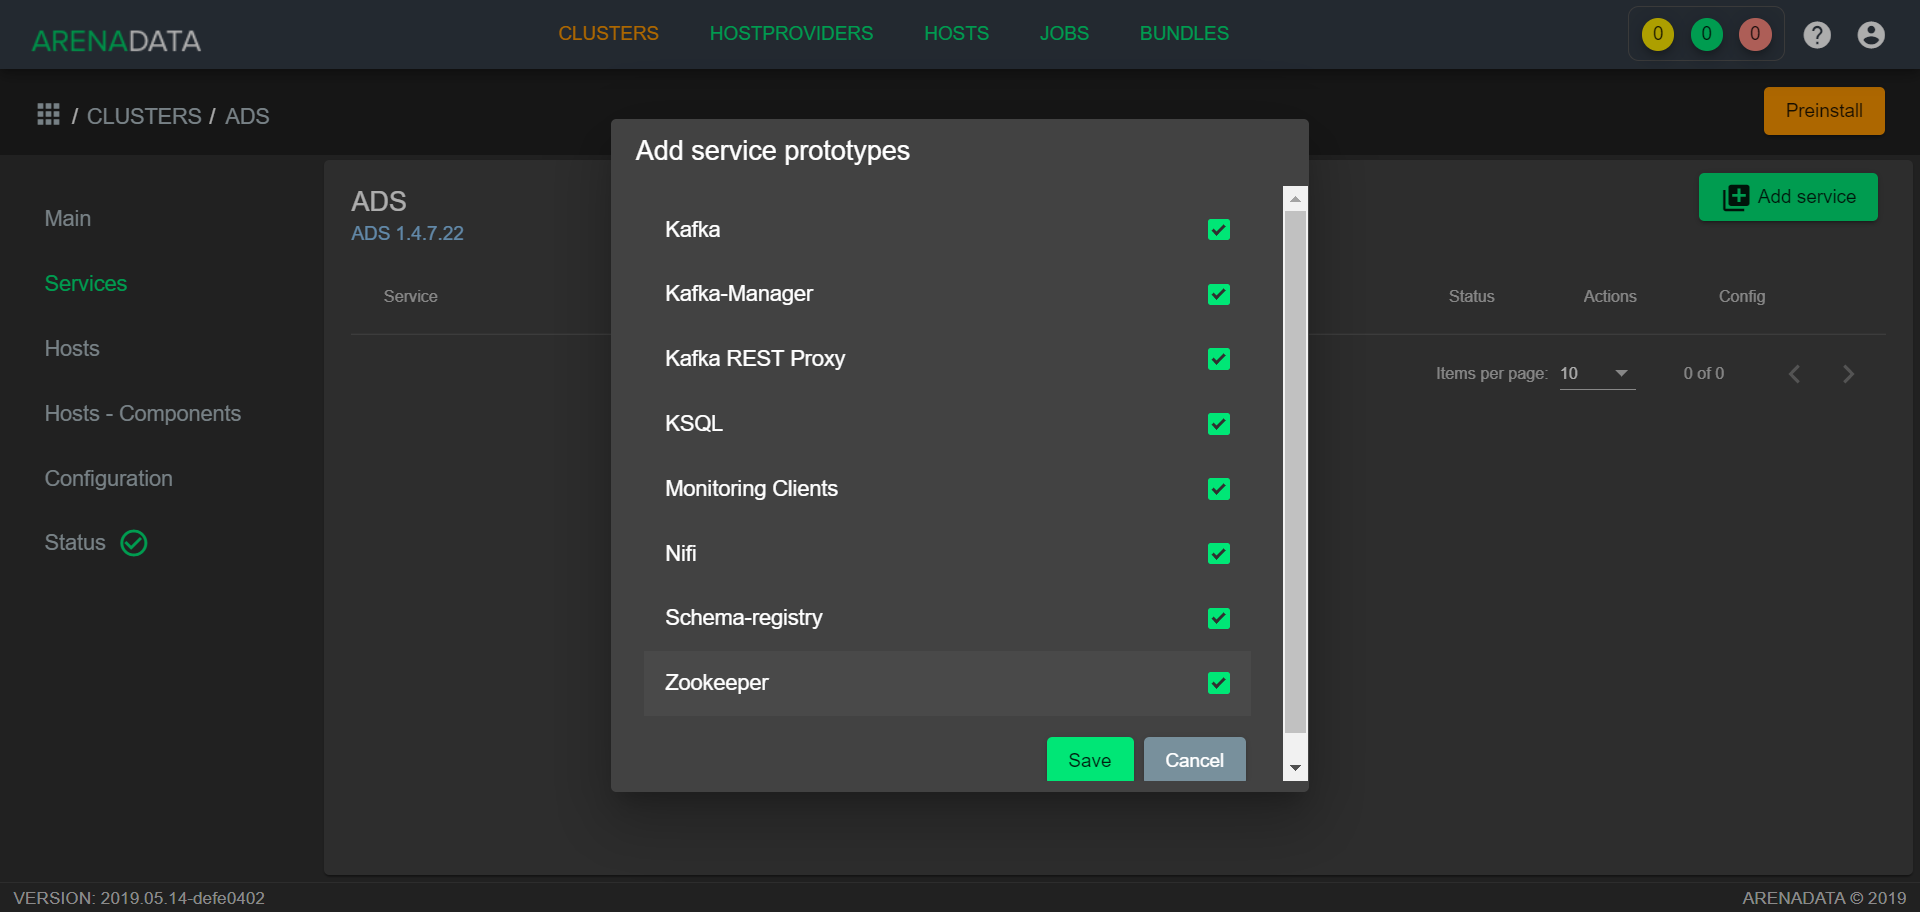 ARENADATA
CLUSTERS HOSTPROVIDERS HOSTS JOBS BUNDLES
0 0 0 ?
/ CLUSTERS / ADS
Preinstall
Main
Services
Hosts
Hosts - Components
Configuration
Status
ADS
ADS 1.4.7.22
Add service
Service Status Actions Config
Items per page: 10 0 of 0
Add service prototypes
Kafka
Kafka-Manager
Kafka REST Proxy
KSQL
Monitoring Clients
Nifi
Schema-registry
Zookeeper
Save Cancel
VERSION: 2019.05.14-defe0402
ARENADATA © 2019